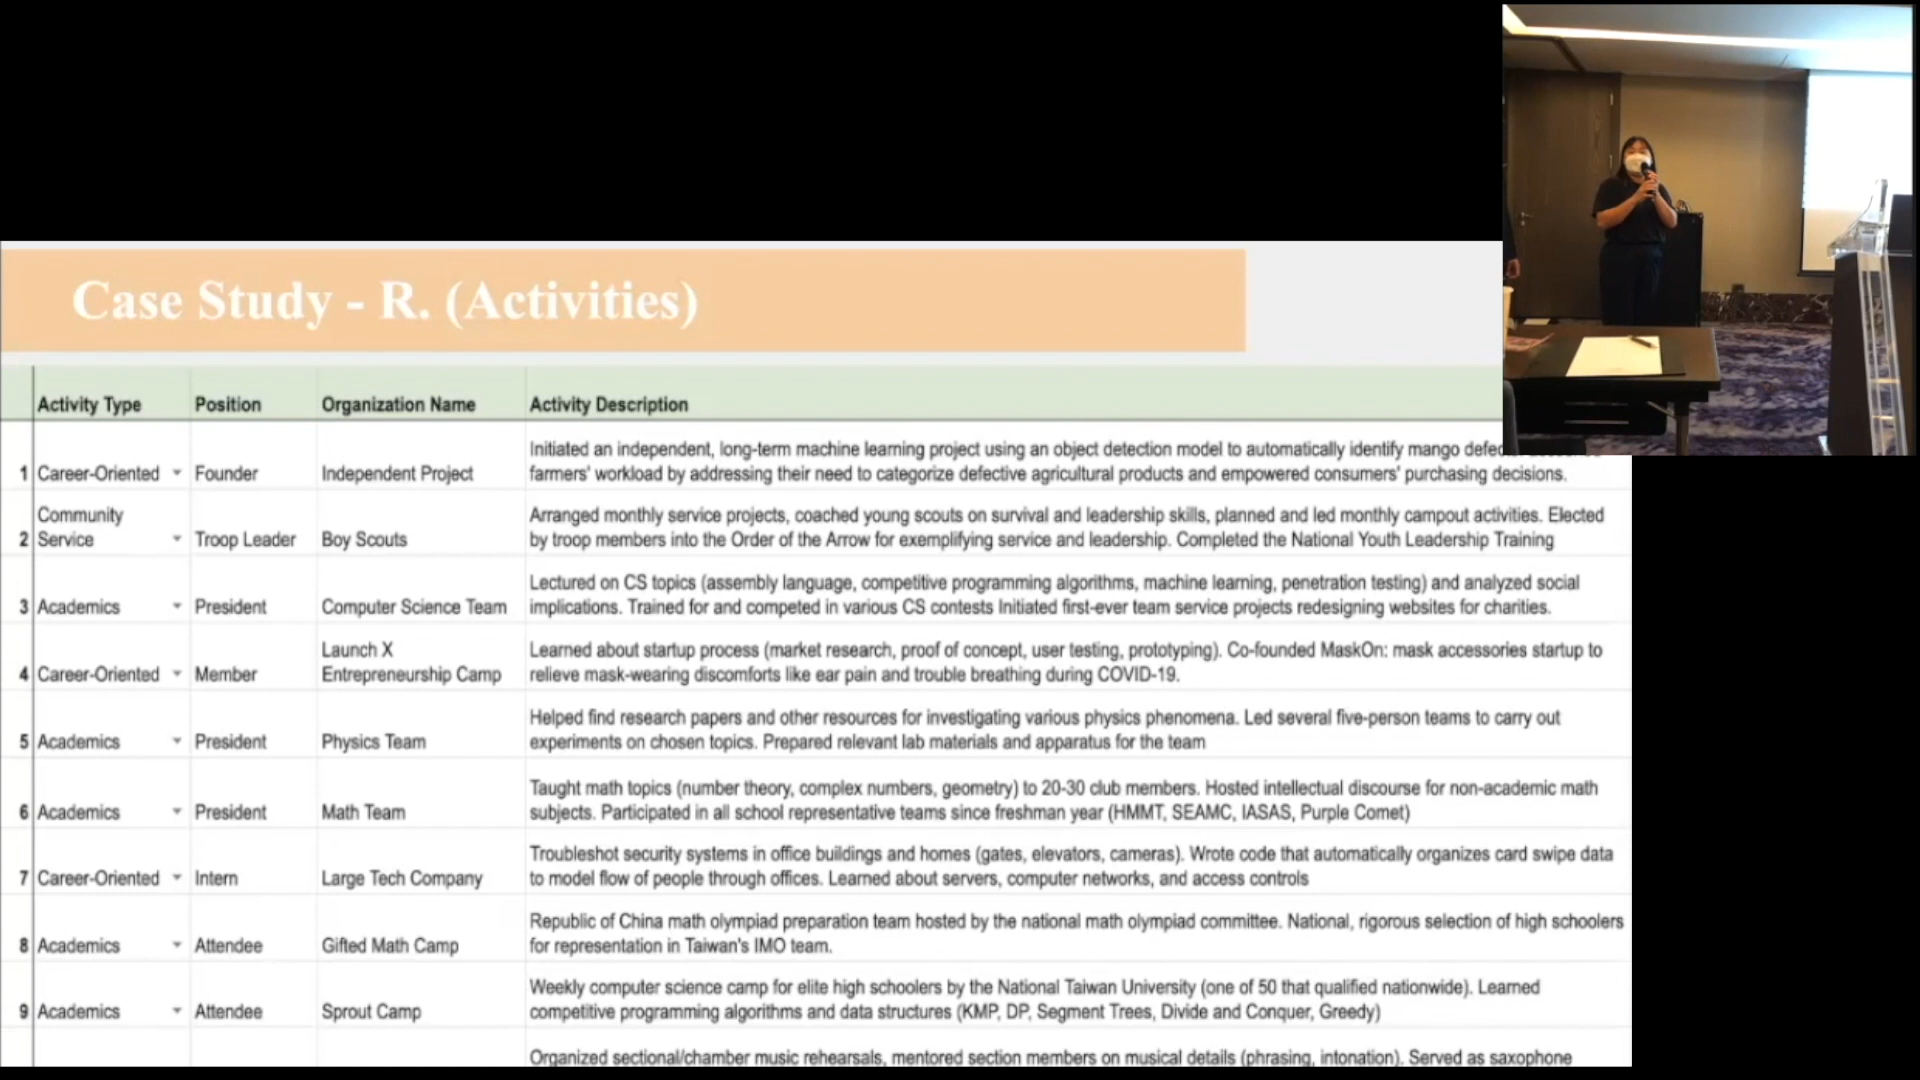 Case Study - R. (Activities)
Activity Type Position Organization Name Activity Description
Initiated an independent, long-term machine learning project using an object detection model to automatically identify mango
1 Career-Oriented Founder Independent Project farmers' workload by addressing their need to categorize defective agricultural products and empowered consumers' purchasing decisions.
Community Arranged monthly service projects, coached young scouts on survival and leadership skills, planned and led monthly campout activities. Elected
2 Service Troop Leader Boy Scouts by troop members into the Order of the Arrow for exemplifying service and leadership. Completed the National Youth Leadership Training
Lectured on CS topics (assembly language, competitive programming algorithms, machine learning, penetration testing) and analyzed social
3 Academics President Computer Science Team implications. Trained for and competed in various CS contests Initiated first-ever team service projects redesigning websites for charities.
Launch X Learned about startup process (market research, proof of concept, user testing, prototyping). Co-founded MaskOn: mask accessories startup to
4 Career-Oriented Member Entrepreneurship Camp relieve mask-wearing discomforts like ear pain and trouble breathing during COVID-19.
Helped find research papers and other resources for investigating various physics phenomena. Led several five-person teams to carry out
5 Academics President Physics Team experiments on chosen topics. Prepared relevant lab materials and apparatus for the team
Taught math topics (number theory, complex numbers, geometry) to 20-30 club members. Hosted intellectual discourse for non-academic math
6 Academics President Math Team subjects. Participated in all school representative teams since freshman year (HMMT, SEAMC, IASAS, Purple Comet)
Troubleshot security systems in office buildings and homes (gates, elevators, cameras). Wrote code that automatically organizes card swipe data
7 Career-Oriented Intern Large Tech Company to model flow of people through offices. Learned about servers, computer networks, and access controls
Republic of China math olympiad preparation team hosted by the national math olympiad committee. National, rigorous selection of high schoolers
8 Academics Attendee Gifted Math Camp for representation in Taiwan's IMO team.
Weekly computer science camp for elite high schoolers by the National Taiwan University (one of 50 that qualified nationwide). Learned
9 Academics Attendee Sprout Camp competitive programming algorithms and data structures (KMP, DP, Segment Trees, Divide and Conquer, Greedy)
Organized sectional/chamber music rehearsals, mentored section members on musical details (phrasing, intonation). Served as saxophone